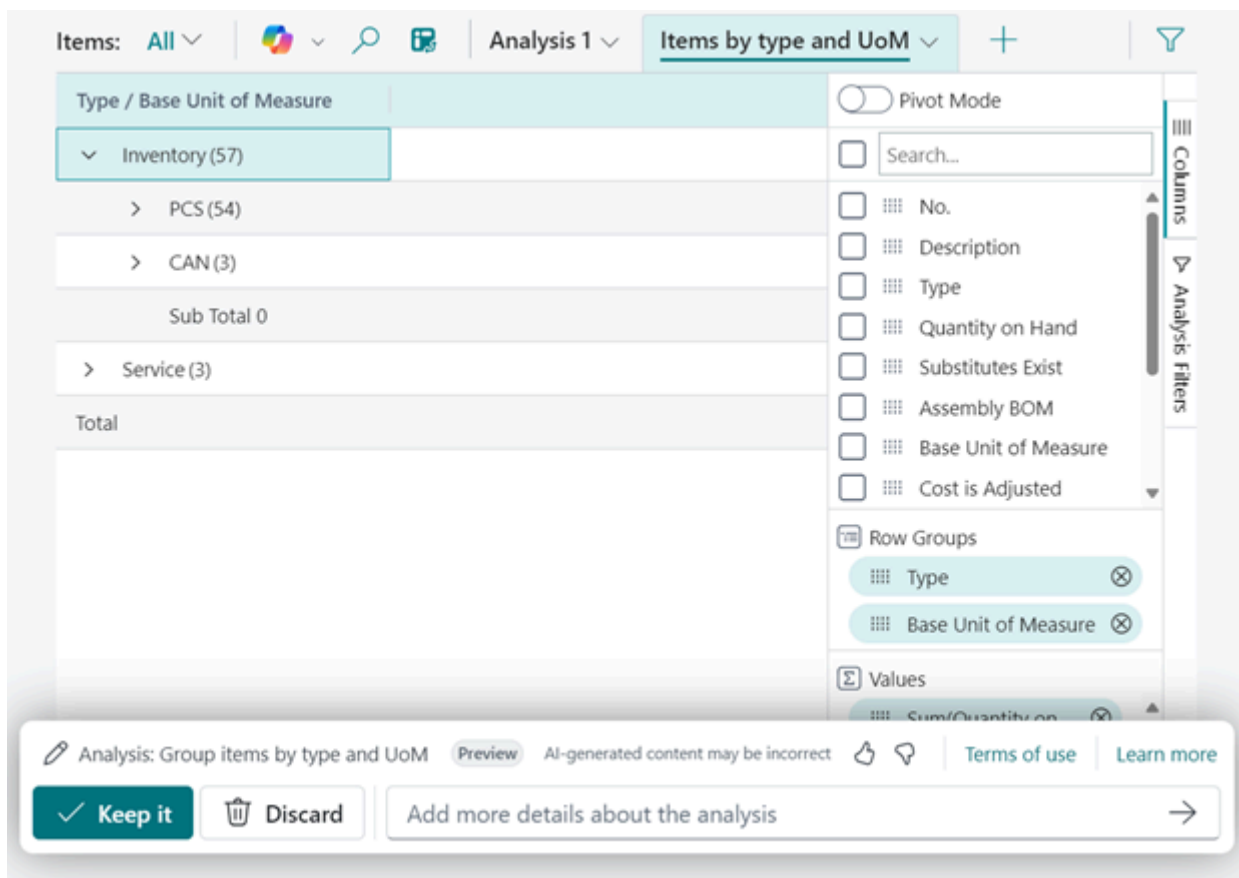 Items: All Analysis 1 Items by type and UoM
Type / Base Unit of Measure
Inventory (57)
PCS (54)
CAN (3)
Sub Total 0
Service (3)
Total
Pivot Mode
Search...
No.
Description
Type
Quantity on Hand
Substitutes Exist
Assembly BOM
Base Unit of Measure
Cost is Adjusted
Row Groups
Type
Base Unit of Measure
Values
Sum(Quantity on
Columns
Analysis Filters
Analysis: Group items by type and UoM Preview AI-generated content may be incorrect Terms of use Learn more
Keep it Discard Add more details about the analysis